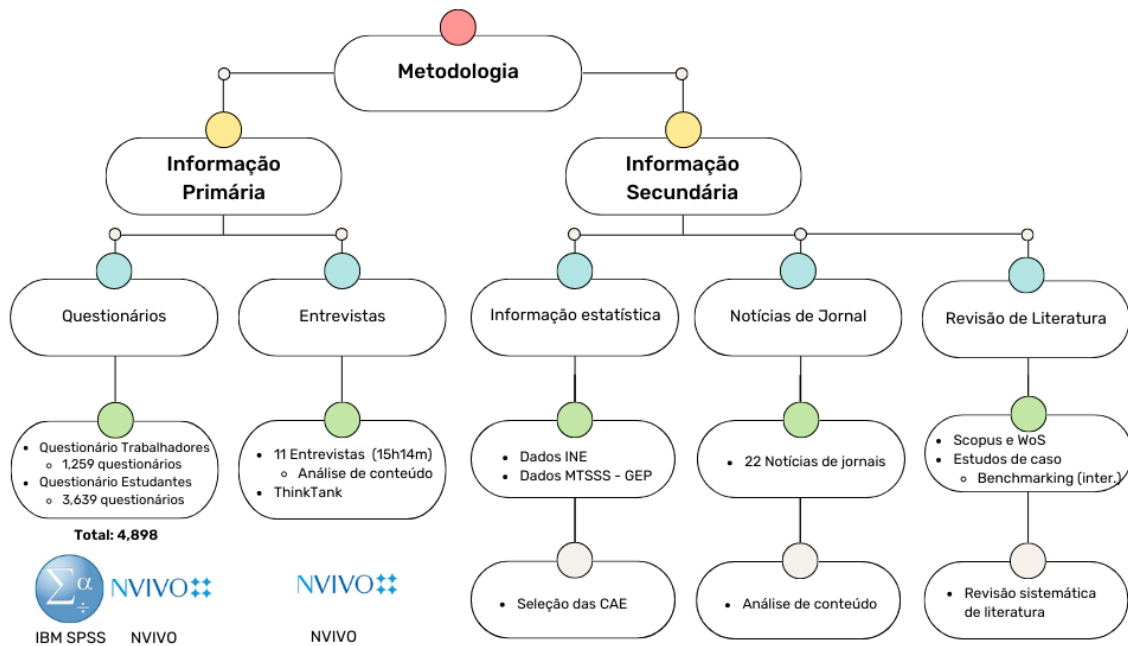 Metodologia
Informação
Primária
Informação
Secundária
Questionários
Entrevistas
Informação estatística
Notícias de Jornal
Revisão de Literatura
• Questionário Trabalhadores
○ 1,259 questionários
• Questionário Estudantes
○ 3,639 questionários
Total: 4,898
• 11 Entrevistas (15h14m)
○ Análise de conteúdo
• ThinkTank
• Dados INE
• Dados MTSSS - GEP
• 22 Notícias de jornais
• Scopus e WoS
• Estudos de caso
○ Benchmarking (inter.)
Σ α ÷
NVIVO
NVIVO
IBM SPSS
NVIVO
NVIVO
• Seleção das CAE
• Análise de conteúdo
• Revisão sistemática
de literatura